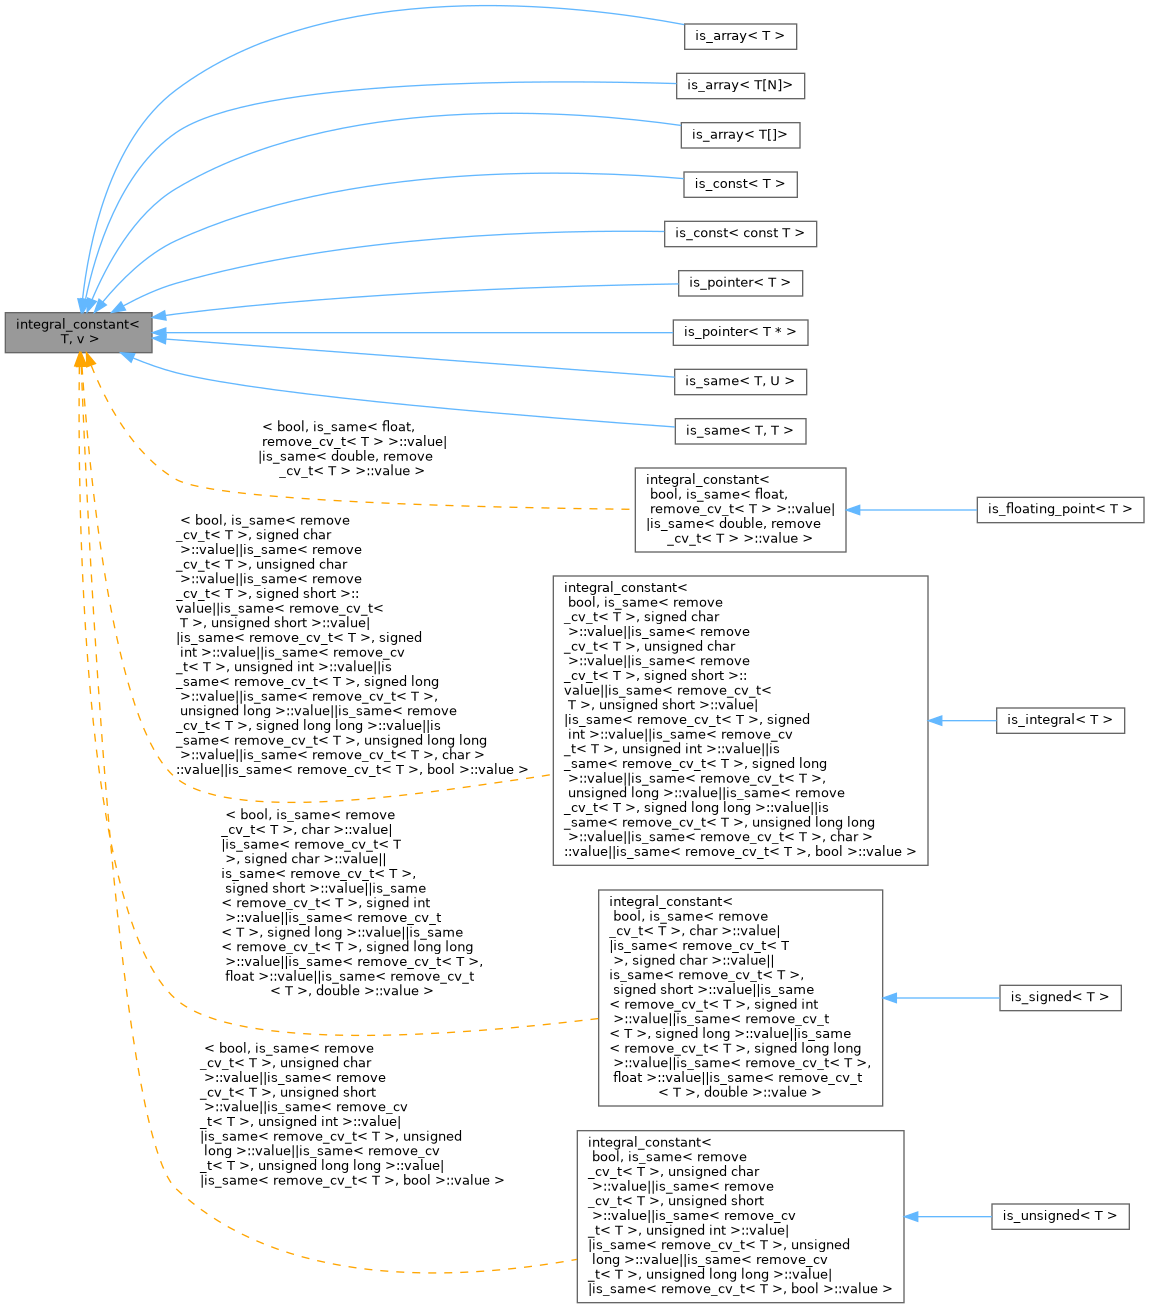 is_array< T >
is_array< T[N]>
is_array< T[]>
is_const< T >
is_const< const T >
is_pointer< T >
integral_constant<
T, v >
is_pointer< T * >
is_same< T, U >
is_same< T, T >
< bool, is_same< float,
remove_cv_t< T > >::value|
|is_same< double, remove
_cv_t< T > >::value >
integral_constant<
bool, is_same< float,
remove_cv_t< T > >::value|
|is_same< double, remove
_cv_t< T > >::value >
is_floating_point< T >
< bool, is_same< remove
_cv_t< T >, signed char
>::value||is_same< remove
_cv_t< T >, unsigned char
>::value||is_same< remove
_cv_t< T >, signed short >::
value||is_same< remove_cv_t<
T >, unsigned short >::value|
|is_same< remove_cv_t< T >, signed
int >::value||is_same< remove_cv
_t< T >, unsigned int >::value||is
_same< remove_cv_t< T >, signed long
>::value||is_same< remove_cv_t< T >,
unsigned long >::value||is_same< remove
_cv_t< T >, signed long long >::value||is
_same< remove_cv_t< T >, unsigned long long
>::value||is_same< remove_cv_t< T >, char >
::value||is_same< remove_cv_t< T >, bool >::value >
integral_constant<
bool, is_same< remove
_cv_t< T >, signed char
>::value||is_same< remove
_cv_t< T >, unsigned char
>::value||is_same< remove
_cv_t< T >, signed short >::
value||is_same< remove_cv_t<
T >, unsigned short >::value|
|is_same< remove_cv_t< T >, signed
int >::value||is_same< remove_cv
_t< T >, unsigned int >::value||is
_same< remove_cv_t< T >, signed long
>::value||is_same< remove_cv_t< T >,
unsigned long >::value||is_same< remove
_cv_t< T >, signed long long >::value||is
_same< remove_cv_t< T >, unsigned long long
>::value||is_same< remove_cv_t< T >, char >
::value||is_same< remove_cv_t< T >, bool >::value >
is_integral< T >
< bool, is_same< remove
_cv_t< T >, char >::value|
|is_same< remove_cv_t< T
>, signed char >::value||
is_same< remove_cv_t< T >,
signed short >::value||is_same
< remove_cv_t< T >, signed int
>::value||is_same< remove_cv_t
< T >, signed long >::value||is_same
< remove_cv_t< T >, signed long long
>::value||is_same< remove_cv_t< T >,
float >::value||is_same< remove_cv_t
< T >, double >::value >
integral_constant<
bool, is_same< remove
_cv_t< T >, char >::value|
|is_same< remove_cv_t< T
>, signed char >::value||
is_same< remove_cv_t< T >,
signed short >::value||is_same
< remove_cv_t< T >, signed int
>::value||is_same< remove_cv_t
< T >, signed long >::value||is_same
< remove_cv_t< T >, signed long long
>::value||is_same< remove_cv_t< T >,
float >::value||is_same< remove_cv_t
< T >, double >::value >
is_signed< T >
< bool, is_same< remove
_cv_t< T >, unsigned char
>::value||is_same< remove
_cv_t< T >, unsigned short
>::value||is_same< remove_cv
_t< T >, unsigned int >::value|
|is_same< remove_cv_t< T >, unsigned
long >::value||is_same< remove_cv
_t< T >, unsigned long long >::value|
|is_same< remove_cv_t< T >, bool >::value >
integral_constant<
bool, is_same< remove
_cv_t< T >, unsigned char
>::value||is_same< remove
_cv_t< T >, unsigned short
>::value||is_same< remove_cv
_t< T >, unsigned int >::value|
|is_same< remove_cv_t< T >, unsigned
long >::value||is_same< remove_cv
_t< T >, unsigned long long >::value|
|is_same< remove_cv_t< T >, bool >::value >
is_unsigned< T >